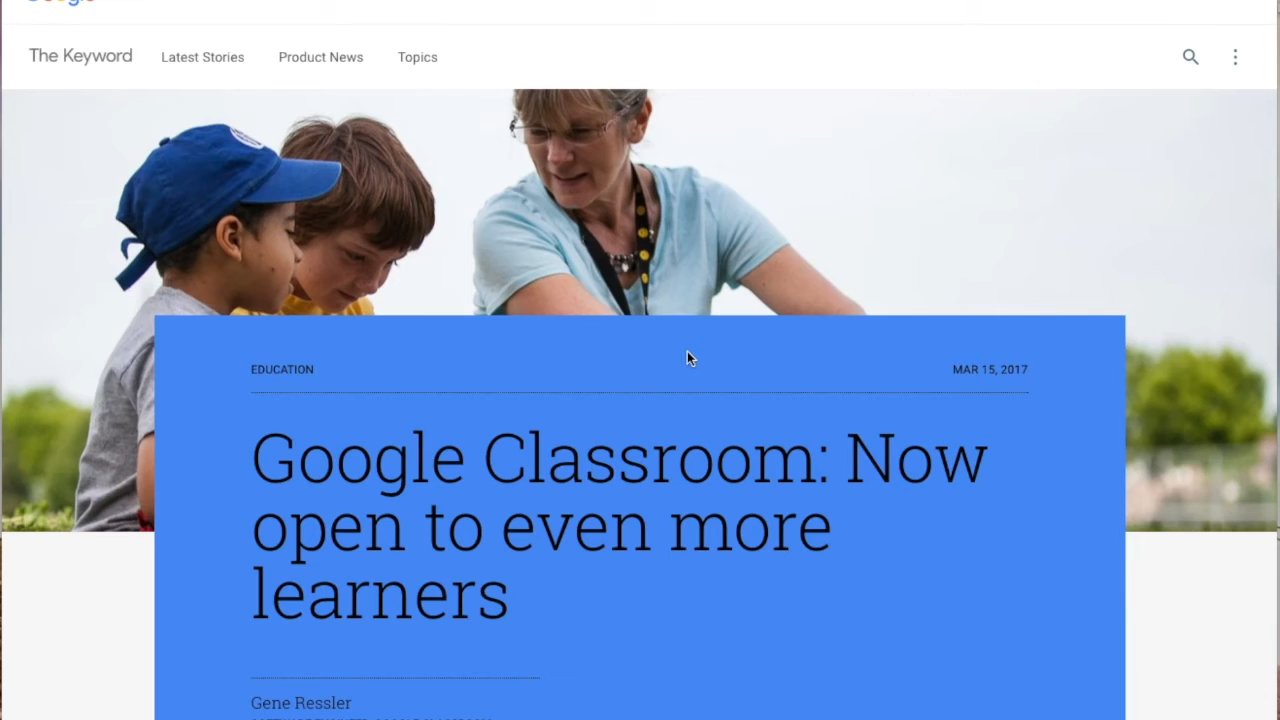 Google
The Keyword Latest Stories Product News Topics
EDUCATION MAR 15, 2017
Google Classroom: Now
open to even more
learners
Gene Ressler